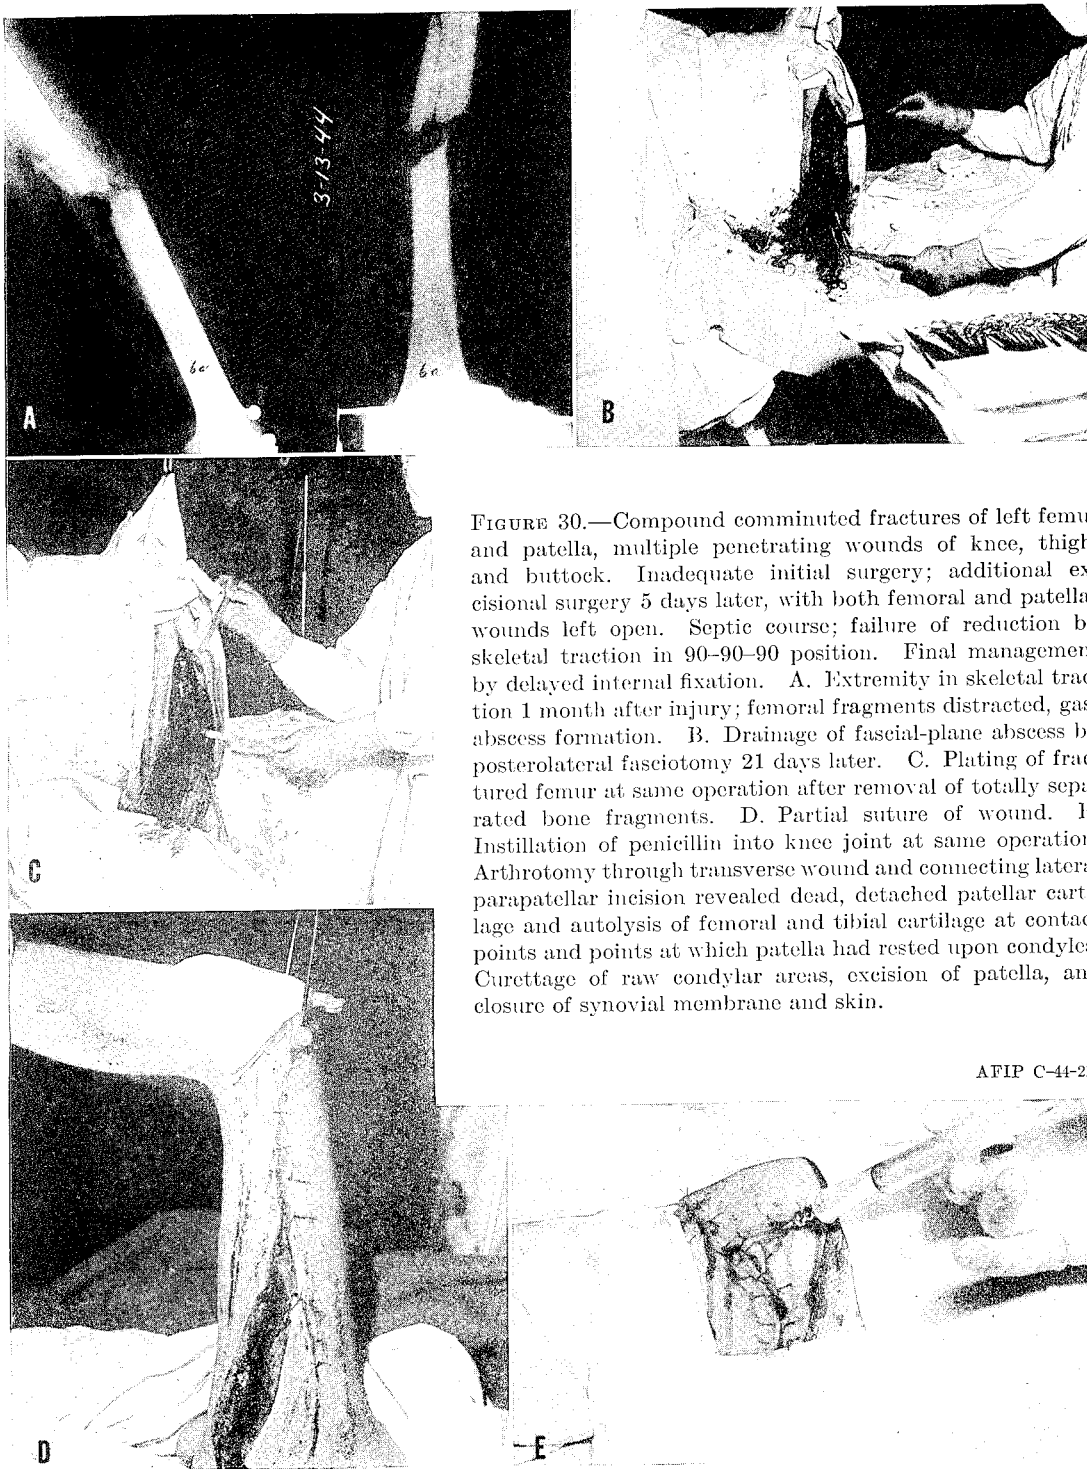 3-13-44
6a
6a
A
B
C
FIGURE 30.—Compound comminuted fractures of left femu
and patella, multiple penetrating wounds of knee, thigh
and buttock. Inadequate initial surgery; additional ex
cisional surgery 5 days later, with both femoral and patella
wounds left open. Septic course; failure of reduction b
skeletal traction in 90–90–90 position. Final managemen
by delayed internal fixation. A. Extremity in skeletal trac
tion 1 month after injury; femoral fragments distracted, gas
abscess formation. B. Drainage of fascial-plane abscess b
posterolateral fasciotomy 21 days later. C. Plating of frac
tured femur at same operation after removal of totally sepa
rated bone fragments. D. Partial suture of wound. E
Instillation of penicillin into knee joint at same operation
Arthrotomy through transverse wound and connecting latera
parapatellar incision revealed dead, detached patellar cart
lage and autolysis of femoral and tibial cartilage at contac
points and points at which patella had rested upon condyle
Curettage of raw condylar areas, excision of patella, an
closure of synovial membrane and skin.
AFIP C-44-2
D
E